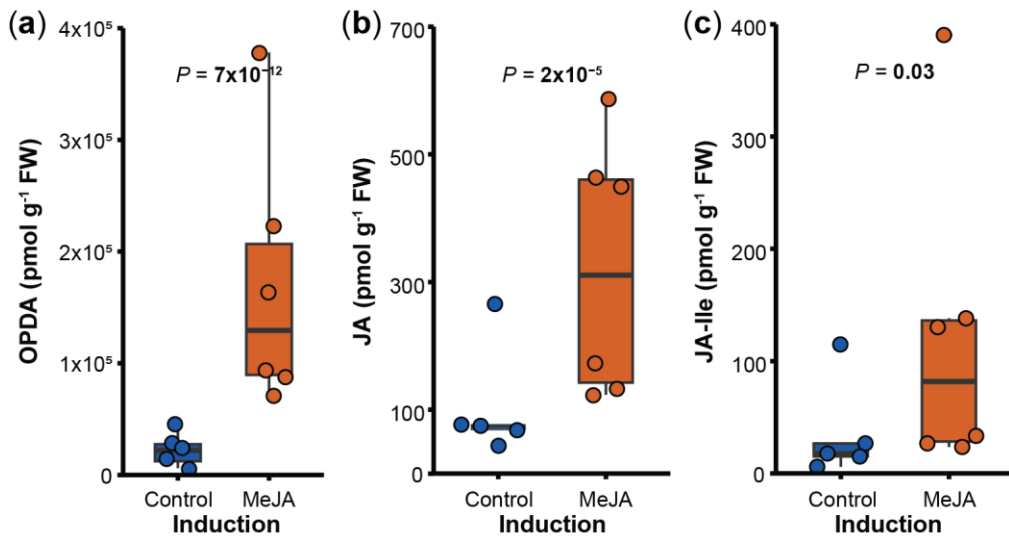 (a)
OPDA (pmol g⁻¹ FW)
4x10⁵
3x10⁵
2x10⁵
1x10⁵
0
P = 7x10⁻¹²
Control MeJA
Induction
(b)
JA (pmol g⁻¹ FW)
700
500
300
100
0
P = 2x10⁻⁵
Control MeJA
Induction
(c)
JA-Ile (pmol g⁻¹ FW)
400
300
200
100
0
P = 0.03
Control MeJA
Induction